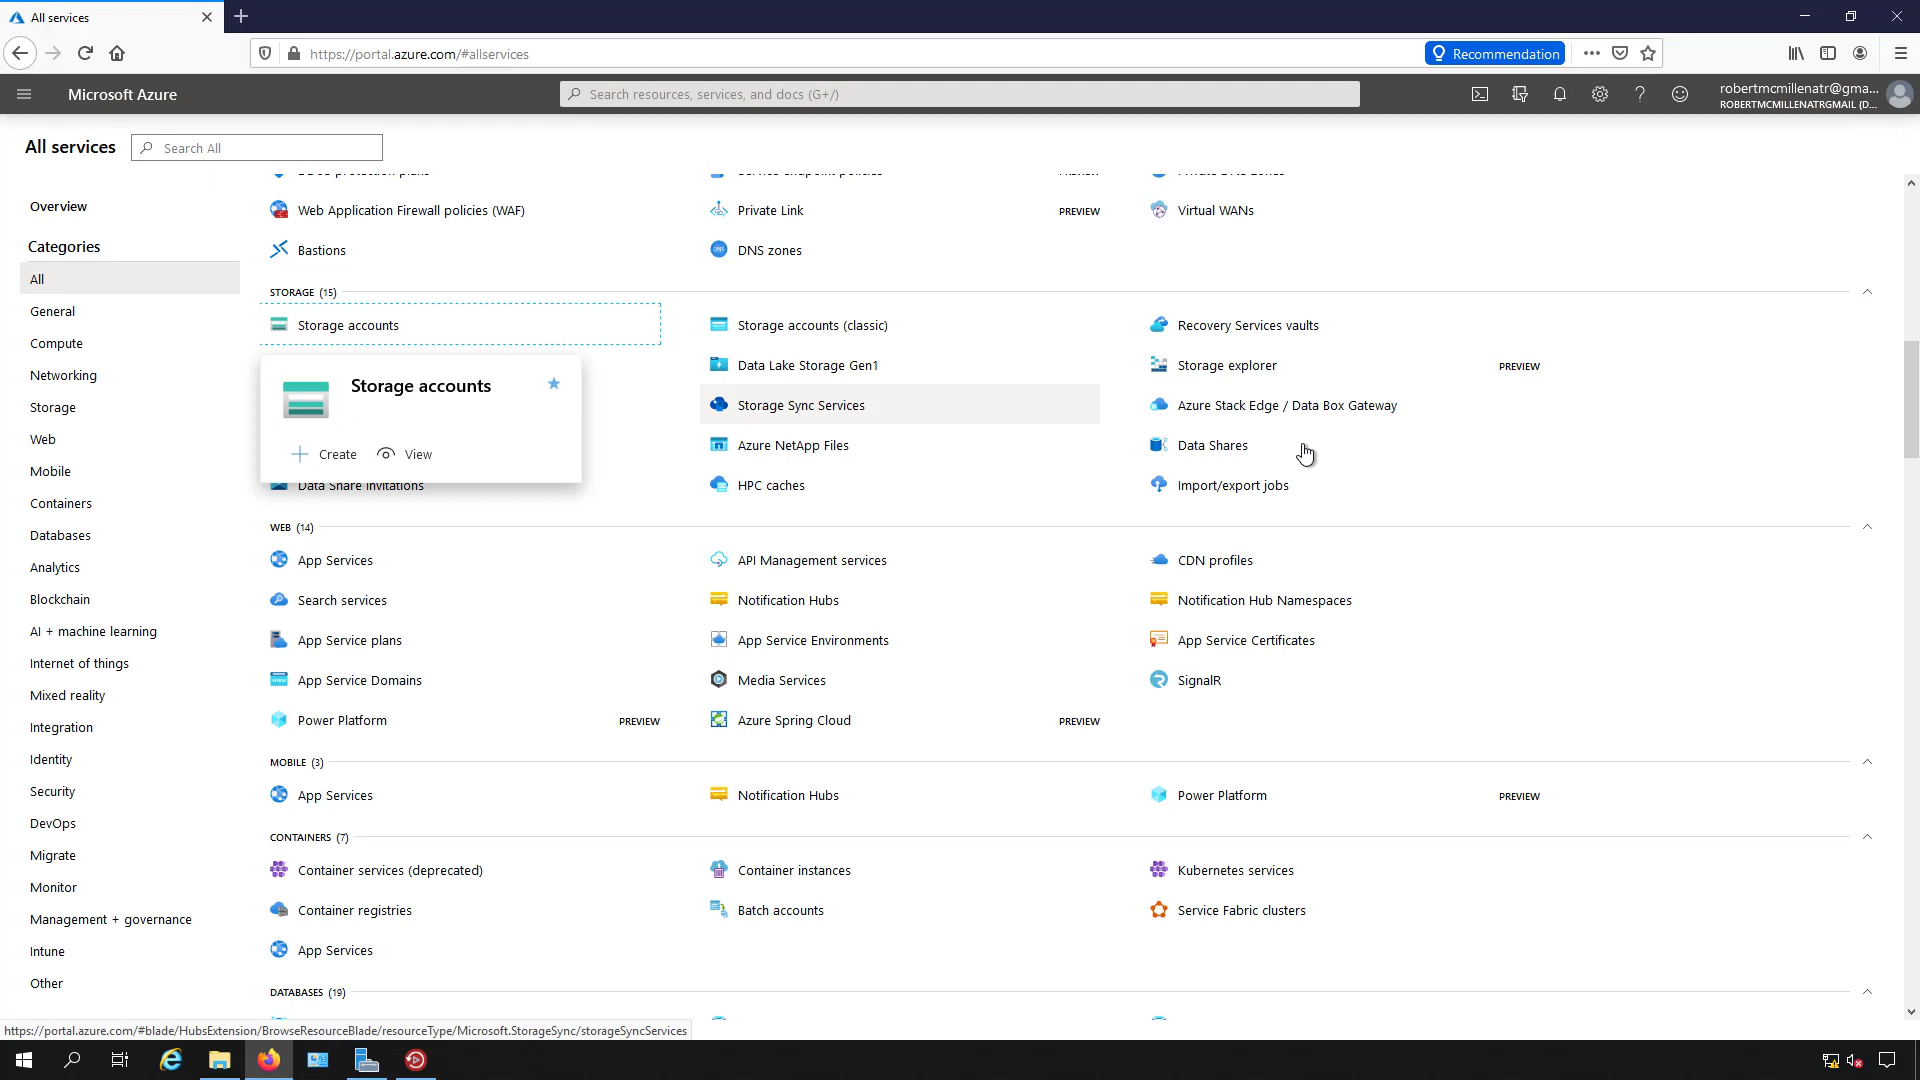 All services
https://portal.azure.com/#allservices
Recommendation
Microsoft Azure
Search resources, services, and docs (G+/)
robertmcmillenatr@gma...
ROBERTMCMILLENATRGMAIL (D...
All services
Search All
Overview
Categories
All
General
Compute
Networking
Storage
Web
Mobile
Containers
Databases
Analytics
Blockchain
AI + machine learning
Internet of things
Mixed reality
Integration
Identity
Security
DevOps
Migrate
Monitor
Management + governance
Intune
Other
Web Application Firewall policies (WAF)
Private Link
PREVIEW
Virtual WANs
Bastions
DNS zones
STORAGE (15)
Storage accounts
Storage accounts (classic)
Recovery Services vaults
Storage accounts
Create
View
Data Lake Storage Gen1
Storage explorer
PREVIEW
Storage Sync Services
Azure Stack Edge / Data Box Gateway
Azure NetApp Files
Data Shares
Data Share Invitations
HPC caches
Import/export jobs
WEB (14)
App Services
API Management services
CDN profiles
Search services
Notification Hubs
Notification Hub Namespaces
App Service plans
App Service Environments
App Service Certificates
App Service Domains
Media Services
SignalR
Power Platform
PREVIEW
Azure Spring Cloud
PREVIEW
MOBILE (3)
App Services
Notification Hubs
Power Platform
PREVIEW
CONTAINERS (7)
Container services (deprecated)
Container instances
Kubernetes services
Container registries
Batch accounts
Service Fabric clusters
App Services
DATABASES (19)
https://portal.azure.com/#blade/HubsExtension/BrowseResourceBlade/resourceType/Microsoft.StorageSync/storageSyncServices